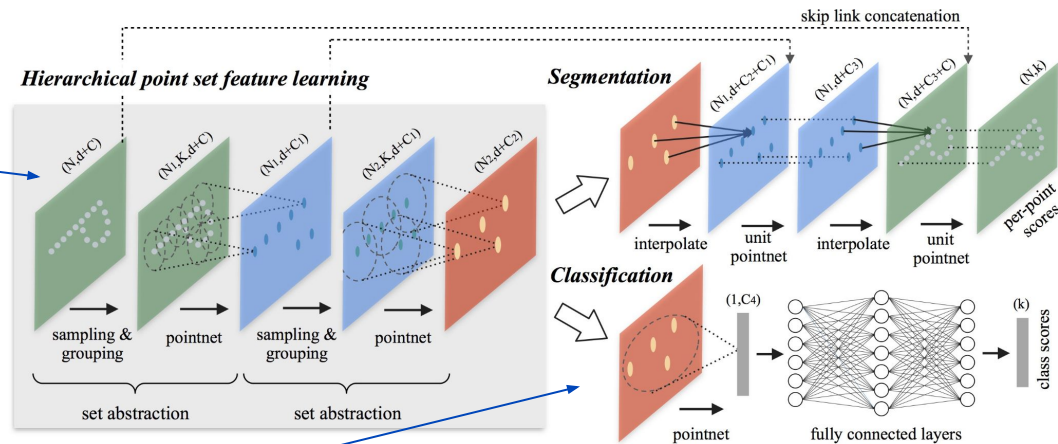 skip link concatenation
Hierarchical point set feature learning
(N,d+C)
(N1,K,d+C)
(N1,d+C1)
(N2,K,d+C1)
(N2,d+C2)
sampling &
grouping
pointnet
sampling &
grouping
pointnet
set abstraction
set abstraction
Segmentation
(N1,d+C2+C1)
(N1,d+C3)
(N,d+C3+C)
(N,k)
per-point
scores
interpolate
unit
pointnet
interpolate
unit
pointnet
Classification
(1,C4)
(k)
class scores
pointnet
fully connected layers